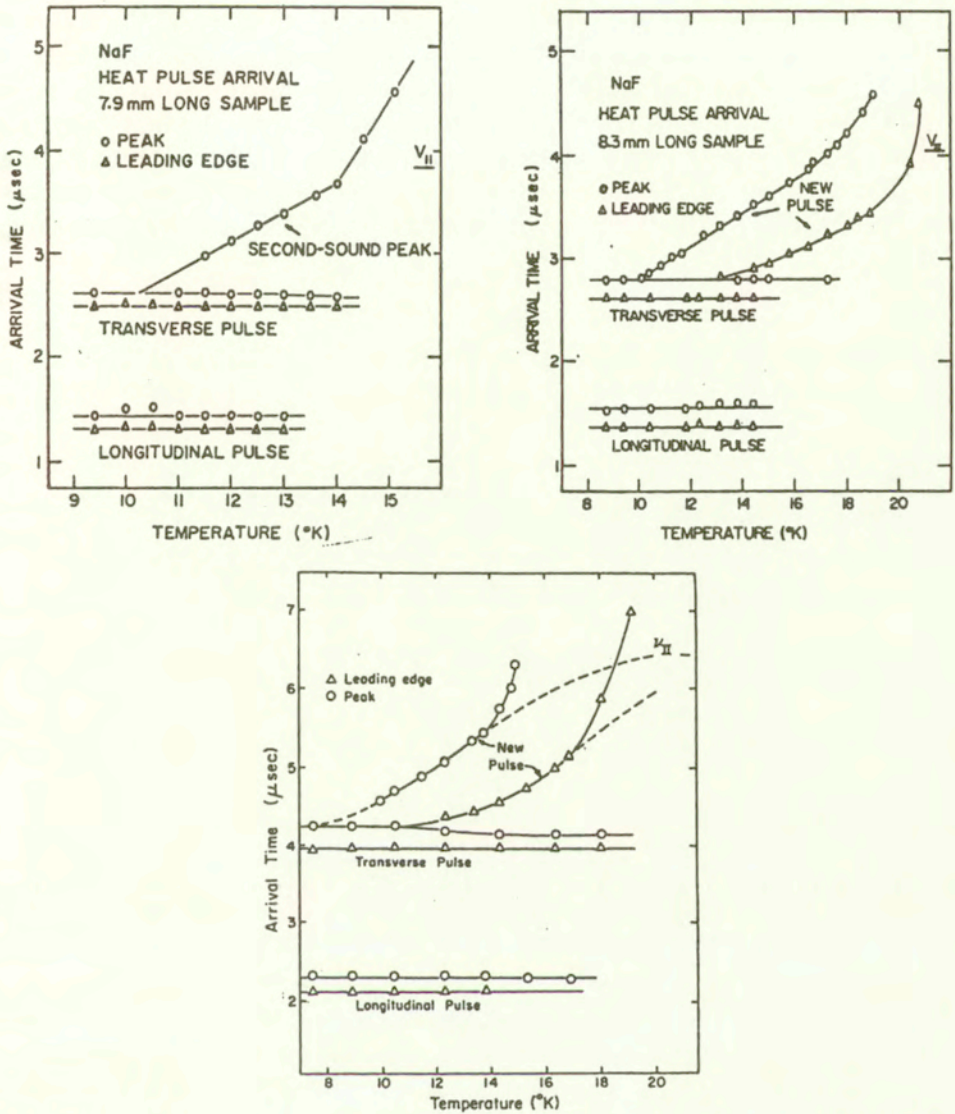 NaF
HEAT PULSE ARRIVAL
7.9 mm LONG SAMPLE
o PEAK
△ LEADING EDGE
V_II
SECOND-SOUND PEAK
TRANSVERSE PULSE
LONGITUDINAL PULSE
ARRIVAL TIME (μsec)
5
4
3
2
1
9 10 11 12 13 14 15
TEMPERATURE (°K)
NaF
HEAT PULSE ARRIVAL
8.3 mm LONG SAMPLE
o PEAK
△ LEADING EDGE
NEW
PULSE
V_II
TRANSVERSE PULSE
LONGITUDINAL PULSE
ARRIVAL TIME (μsec)
5
4
3
2
1
8 10 12 14 16 18 20
TEMPERATURE (°K)
△ Leading edge
○ Peak
ν_II
New
Pulse
Transverse Pulse
Longitudinal Pulse
Arrival Time (μsec)
7
6
5
4
3
2
8 10 12 14 16 18 20
Temperature (°K)